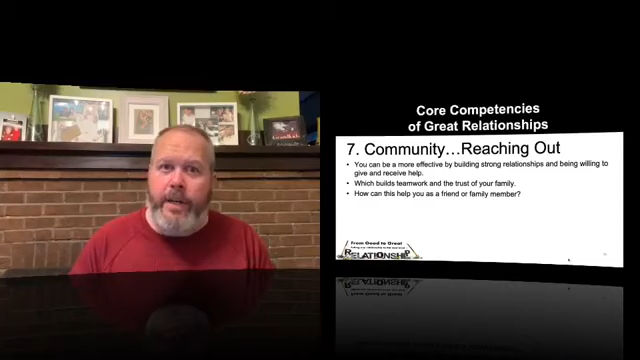 Core Competencies
of Great Relationships
7. Community…Reaching Out
• You can be a more effective by building strong relationships and being willing to
give and receive help.
• Which builds teamwork and the trust of your family.
• How can this help you as a friend or family member?
From Good to Great
RELATIONSHIP